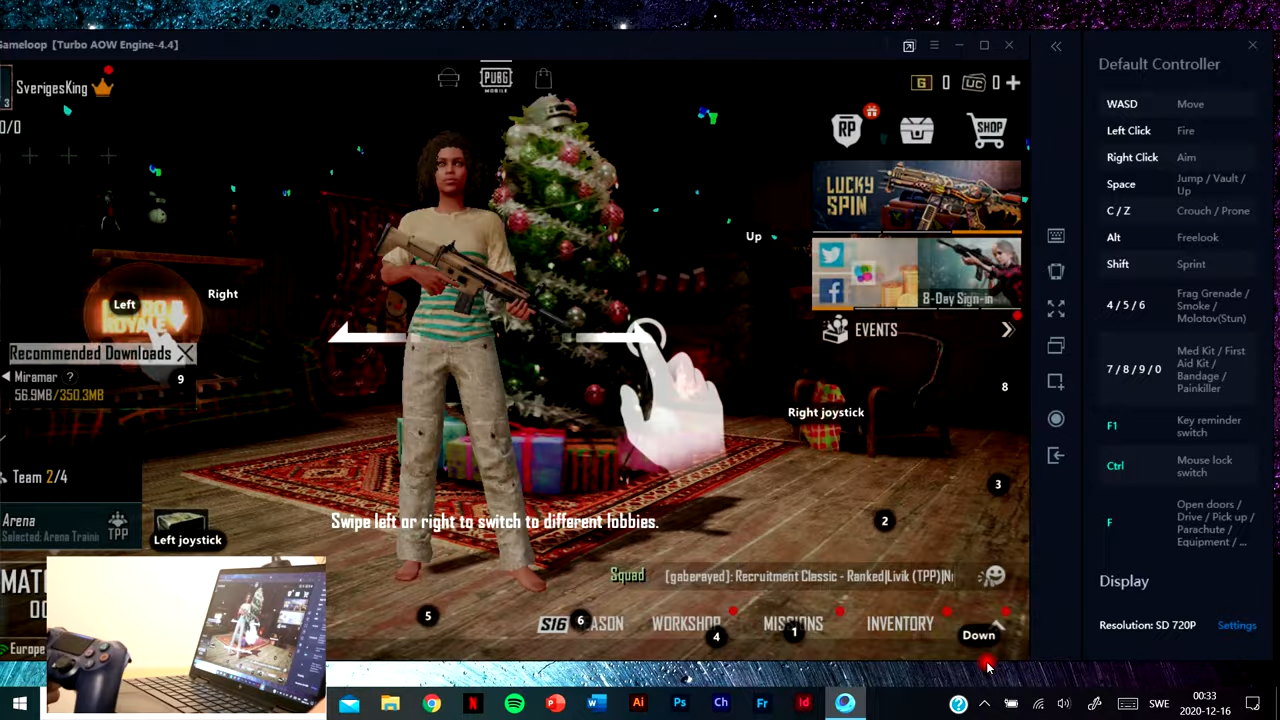 Gameloop [Turbo AOW Engine-4.4]
SverigesKing
3
0/0
PUBG
MOBILE
G 0 UC 0 +
RP
SHOP
LUCKY
SPIN
8-Day Sign-in
EVENTS
Up
Left
Right
Recommended Downloads
Miramar ?
56.9MB/350.3MB
9
8
Right joystick
Team 2/4
Arena
TPP
Left joystick
3
2
Swipe left or right to switch to different lobbies.
Squad [gaberayed]: Recruitment Classic - Ranked|Livik (TPP)|N
5
S16 6 EASON
WORKSHOP
4
MISSIONS
1
INVENTORY
Down
Europe
Default Controller
WASD Move
Left Click Fire
Right Click Aim
Space Jump / Vault /
Up
C / Z Crouch / Prone
Alt Freelook
Shift Sprint
4 / 5 / 6 Frag Grenade /
Smoke /
Molotov(Stun)
7 / 8 / 9 / 0 Med Kit / First
Aid Kit /
Bandage /
Painkiller
F1 Key reminder
switch
Ctrl Mouse lock
switch
F Open doors /
Drive / Pick up /
Parachute /
Equipment / ...
Display
Resolution: SD 720P Settings
N P W Ai Ps Ch Fr Id
? SWE
00:33
2020-12-16